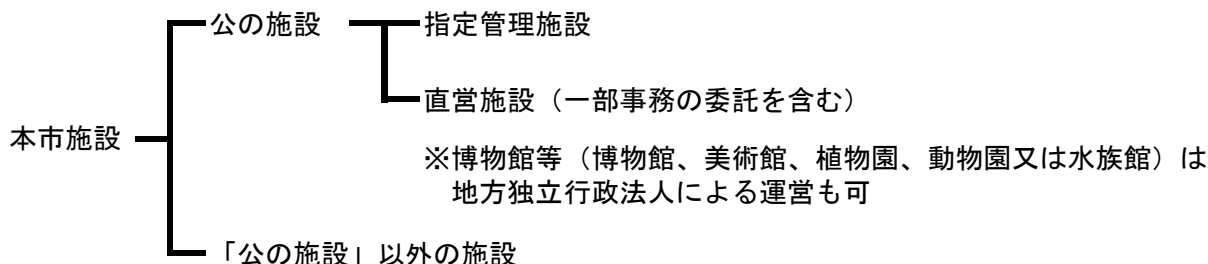 公の施設
指定管理施設
直営施設（一部事務の委託を含む）
本市施設
※博物館等（博物館、美術館、植物園、動物園又は水族館）は
地方独立行政法人による運営も可
「公の施設」以外の施設